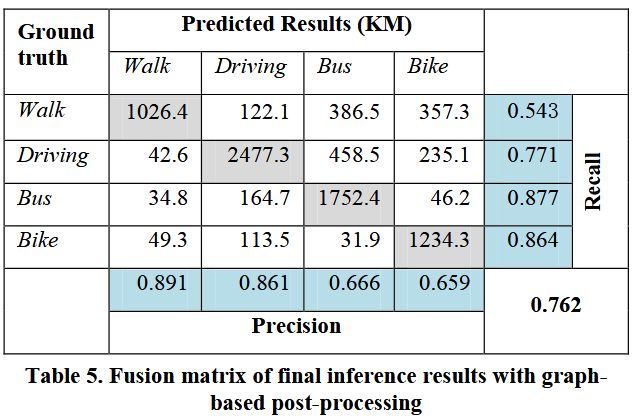 Ground truth Predicted Results (KM)
Walk Driving Bus Bike
Walk 1026.4 122.1 386.5 357.3 0.543
Driving 42.6 2477.3 458.5 235.1 0.771
Bus 34.8 164.7 1752.4 46.2 0.877
Bike 49.3 113.5 31.9 1234.3 0.864
Recall
0.891 0.861 0.666 0.659 0.762
Precision
Table 5. Fusion matrix of final inference results with graph-
based post-processing